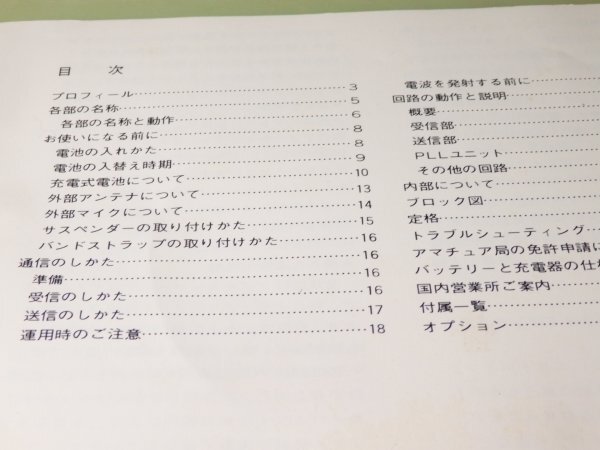 目 次
プロフィール……………………………3
各部の名称……………………………5
各部の名称と動作……………………………6
お使いになる前に……………………………8
電池の入れかた……………………………8
電池の入替え時期……………………………9
充電式電池について……………………………10
外部アンテナについて……………………………13
外部マイクについて……………………………14
サスペンダーの取り付けかた……………………………15
バンドストラップの取り付けかた……………………………16
通信のしかた……………………………16
準備……………………………16
受信のしかた……………………………16
送信のしかた……………………………17
運用時のご注意……………………………18
電波を発射する前に……………
回路の動作と説明……………
概要……………
受信部……………
送信部……………
PLLユニット……………
その他の回路……………
内部について……………
ブロック図……………
定格……………
トラブルシューティング……………
アマチュア局の免許申請に
バッテリーと充電器の仕様
国内営業所ご案内……………
付属一覧……………
オプション……………